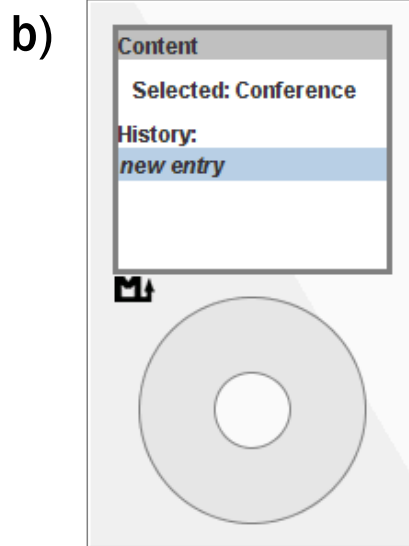 b)
Content
Selected: Conference
History:
new entry
M